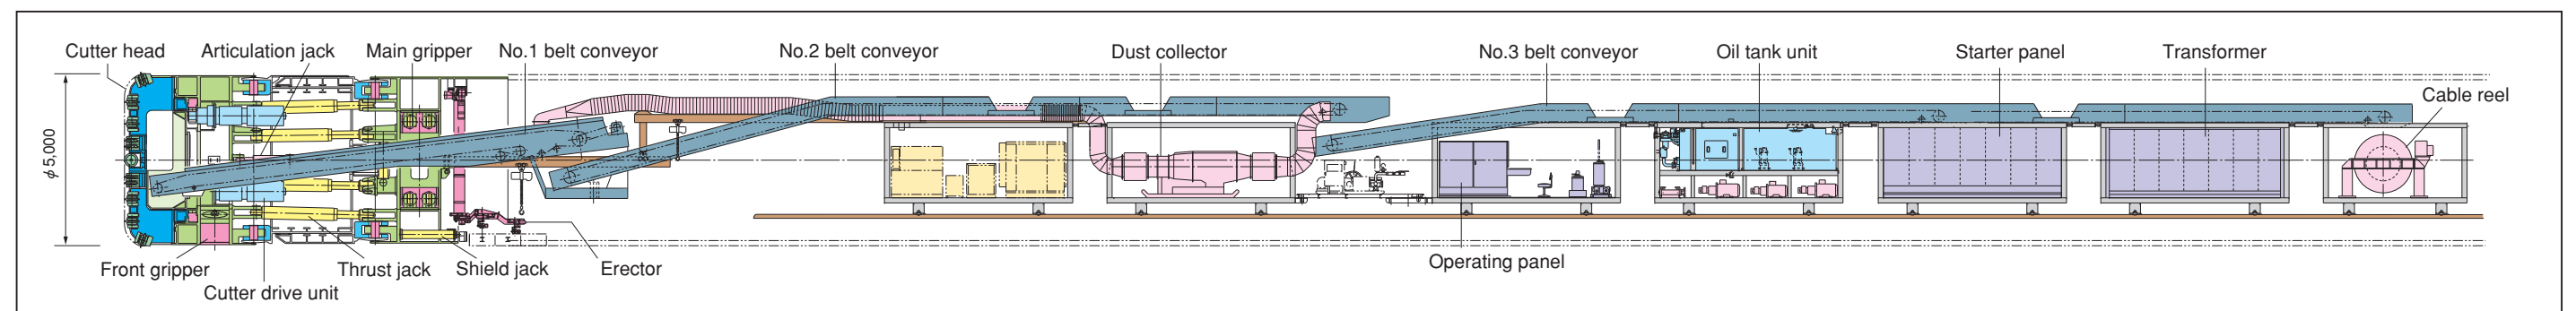 Cutter head
Articulation jack
Main gripper
No.1 belt conveyor
No.2 belt conveyor
Dust collector
No.3 belt conveyor
Oil tank unit
Starter panel
Transformer
Cable reel
φ5,000
Front gripper
Cutter drive unit
Thrust jack
Shield jack
Erector
Operating panel